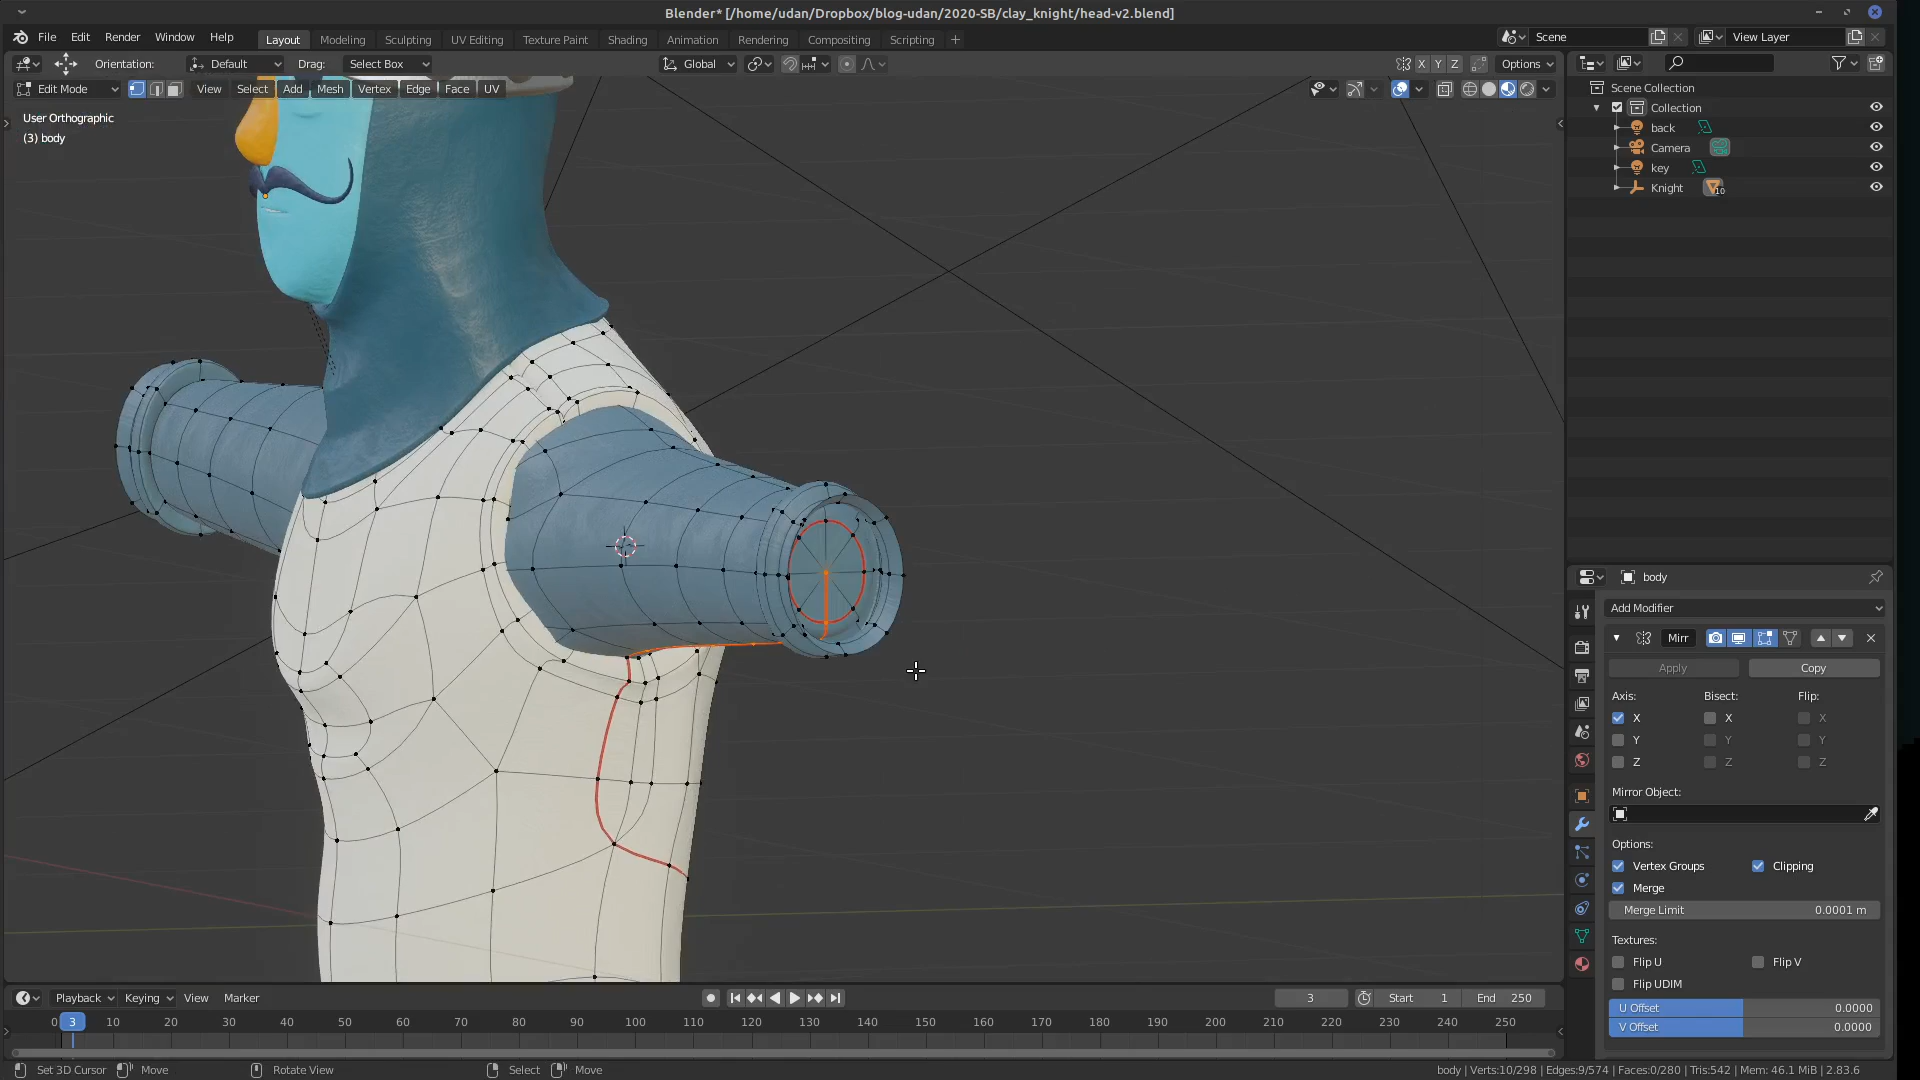 Blender* [/home/udan/Dropbox/blog-udan/2020-SB/clay_knight/head-v2.blend]
File Edit Render Window Help Layout Modeling Sculpting UV Editing Texture Paint Shading Animation Rendering Compositing Scripting + Scene View Layer
Orientation: Default Drag: Select Box Global X Y Z Options
Edit Mode View Select Add Mesh Vertex Edge Face UV
User Orthographic
(3) body
Scene Collection
Collection
back
Camera
key
Knight 10
body
Add Modifier
Mirr
Apply Copy
Axis: Bisect: Flip:
X X X
Y Y Y
Z Z Z
Mirror Object:
Options:
Vertex Groups Clipping
Merge
Merge Limit 0.0001 m
Textures:
Flip U Flip V
Flip UDIM
U Offset 0.0000
V Offset 0.0000
Playback Keying View Marker 3 Start 1 End 250
0 3 10 20 30 40 50 60 70 80 90 100 110 120 130 140 150 160 170 180 190 200 210 220 230 240 250
Set 3D Cursor Move Rotate View Select Move body | Verts:10/298 | Edges:9/574 | Faces:0/280 | Tris:542 | Mem: 46.1 MiB | 2.83.6